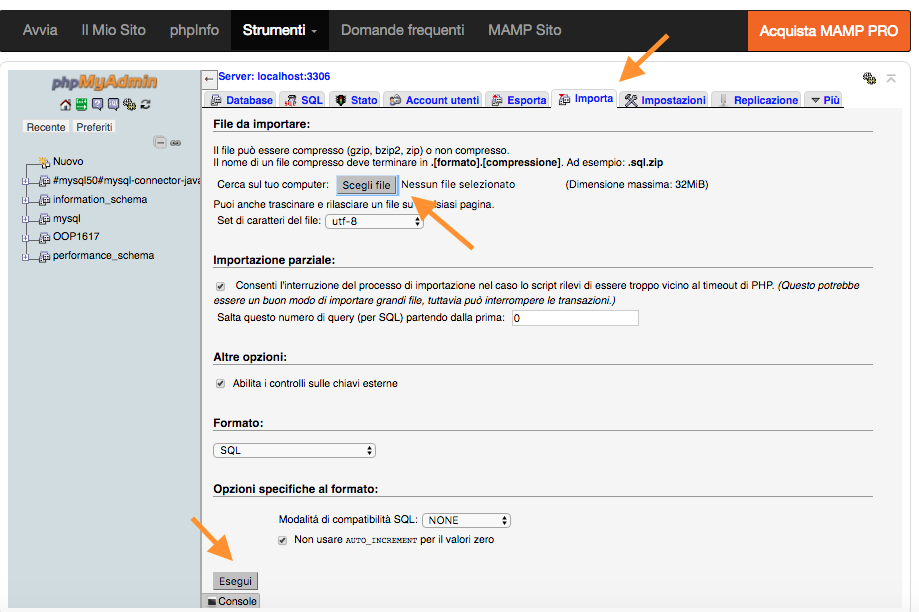 Avvia Il Mio Sito phpInfo Strumenti Domande frequenti MAMP Sito Acquista MAMP PRO
phpMyAdmin
Recente Preferiti
Nuovo
#mysql50#mysql-connector-java
information_schema
mysql
OOP1617
performance_schema
Server: localhost:3306
Database SQL Stato Account utenti Esporta Importa Impostazioni Replicazione Più
File da importare:
Il file può essere compresso (gzip, bzip2, zip) o non compresso.
Il nome di un file compresso deve terminare in .[formato].[compressione]. Ad esempio: .sql.zip
Cerca sul tuo computer: Scegli file Nessun file selezionato (Dimensione massima: 32MiB)
Puoi anche trascinare e rilasciare un file su pagina.
Set di caratteri del file: utf-8
Importazione parziale:
Consenti l'interruzione del processo di importazione nel caso lo script rilevi di essere troppo vicino al timeout di PHP. (Questo potrebbe
essere un buon modo di importare grandi file, tuttavia può interrompere le transazioni.)
Salta questo numero di query (per SQL) partendo dalla prima: 0
Altre opzioni:
Abilita i controlli sulle chiavi esterne
Formato:
SQL
Opzioni specifiche al formato:
Modalitá di compatibilità SQL: NONE
Non usare AUTO_INCREMENT per il valori zero
Esegui
Console